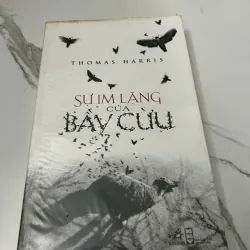 THOMAS HARRIS
SỰ IM LẶNG
CỦA
BẦY CỪU